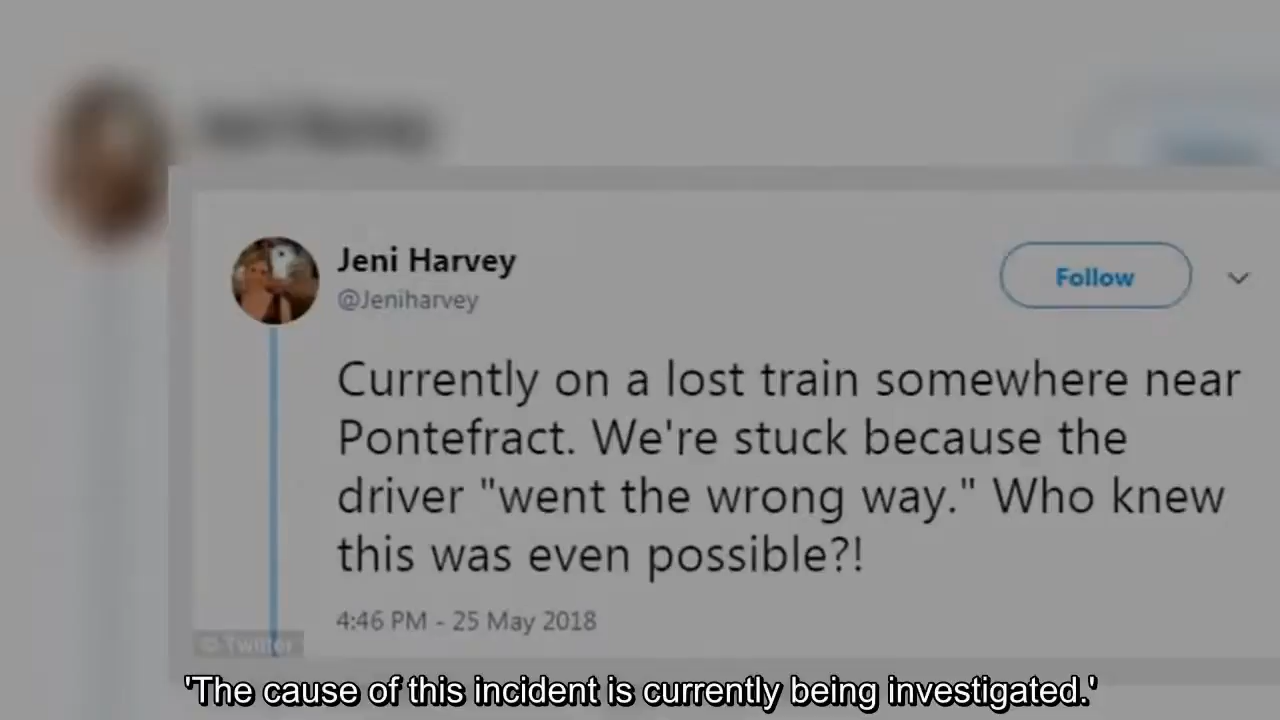 Jeni Harvey
@Jeniharvey
Follow
Currently on a lost train somewhere near
Pontefract. We're stuck because the
driver "went the wrong way." Who knew
this was even possible?!
4:46 PM - 25 May 2018
© Twitter
'The cause of this incident is currently being investigated.'